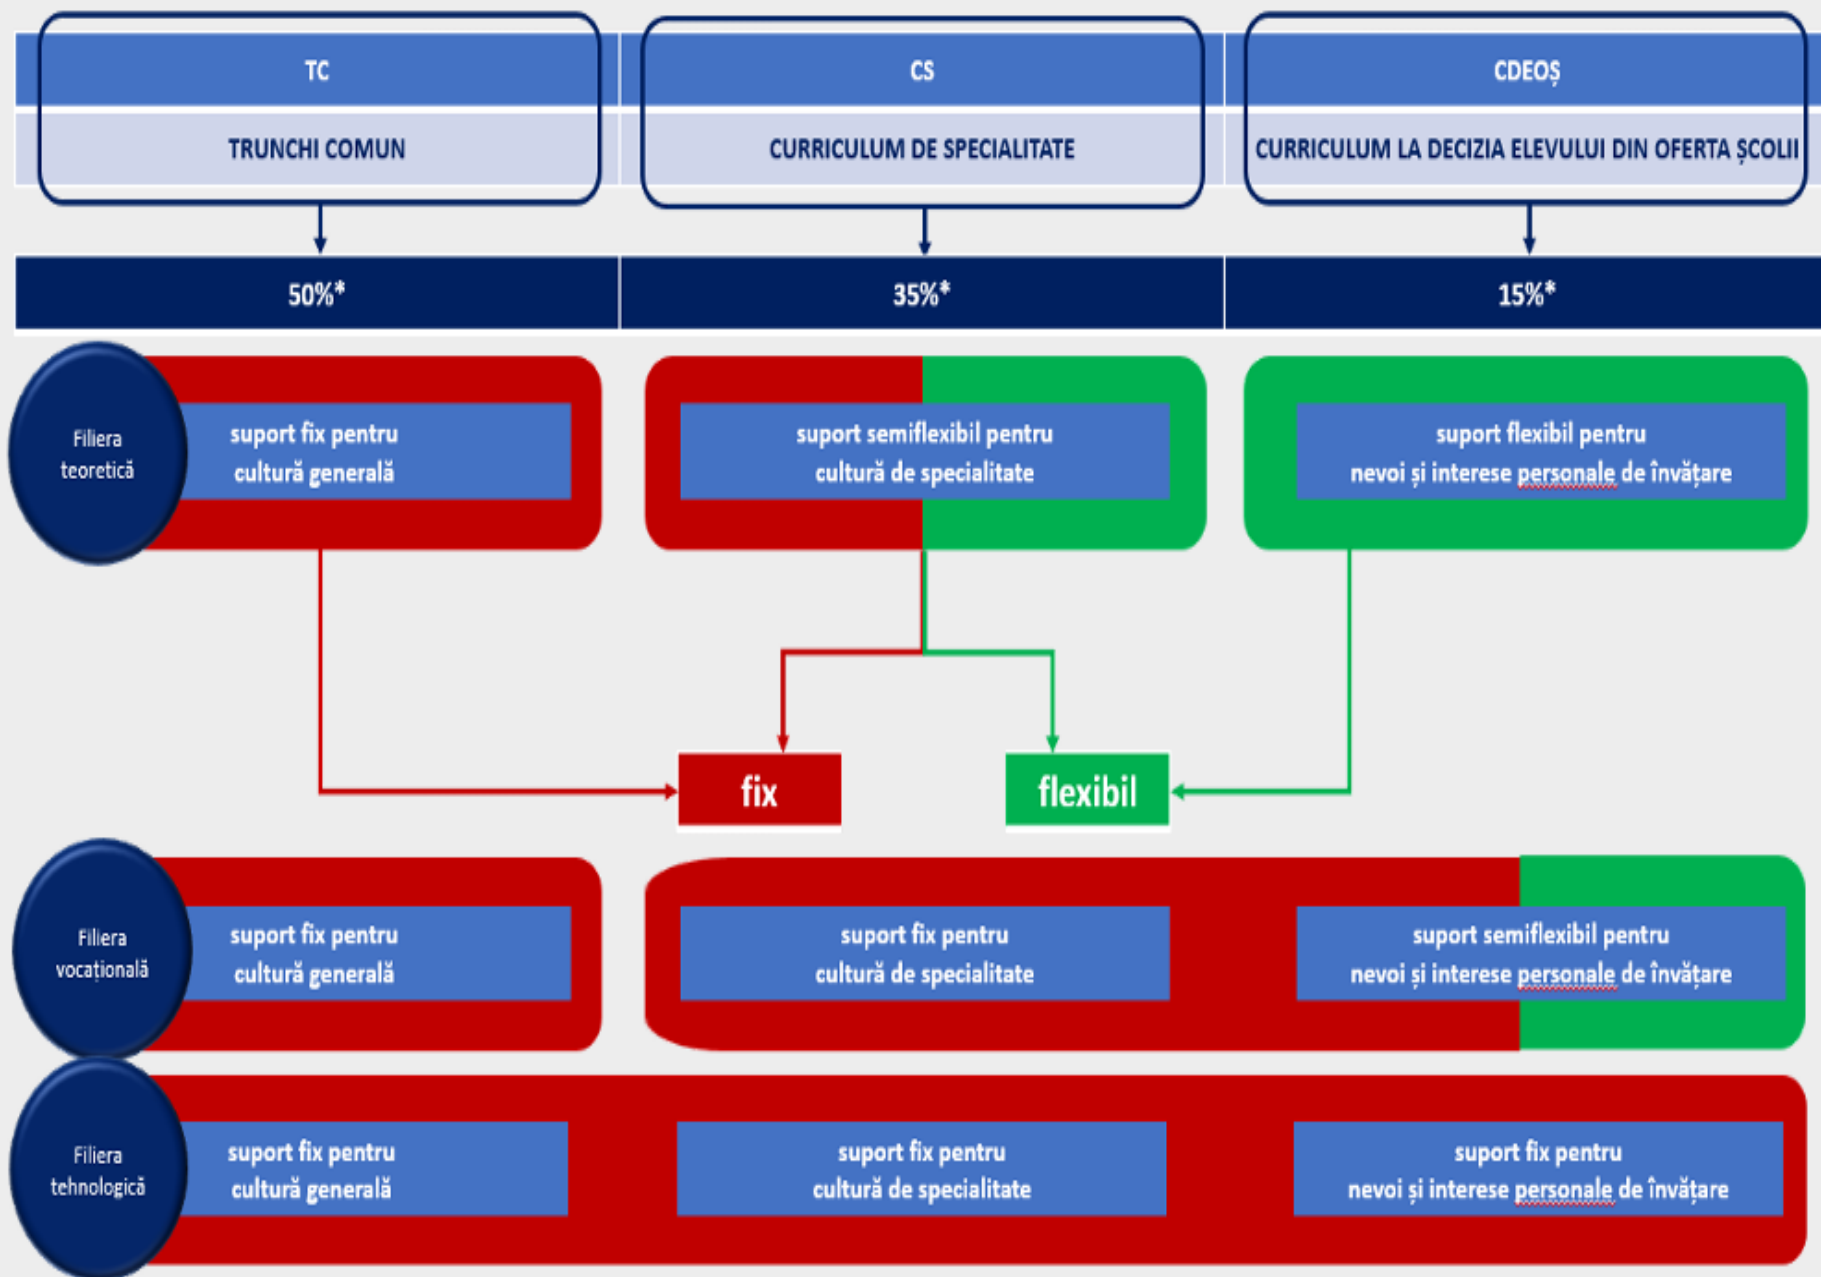 TC
CS
CDEOȘ
TRUNCHI COMUN
CURRICULUM DE SPECIALITATE
CURRICULUM LA DECIZIA ELEVULUI DIN OFERTA ȘCOLII
50%*
35%*
15%*
Filiera
teoretică
suport fix pentru
cultură generală
suport semiflexibil pentru
cultură de specialitate
suport flexibil pentru
nevoi și interese personale de învățare
fix
flexibil
Filiera
vocațională
suport fix pentru
cultură generală
suport fix pentru
cultură de specialitate
suport semiflexibil pentru
nevoi și interese personale de învățare
Filiera
tehnologică
suport fix pentru
cultură generală
suport fix pentru
cultură de specialitate
suport fix pentru
nevoi și interese personale de învățare